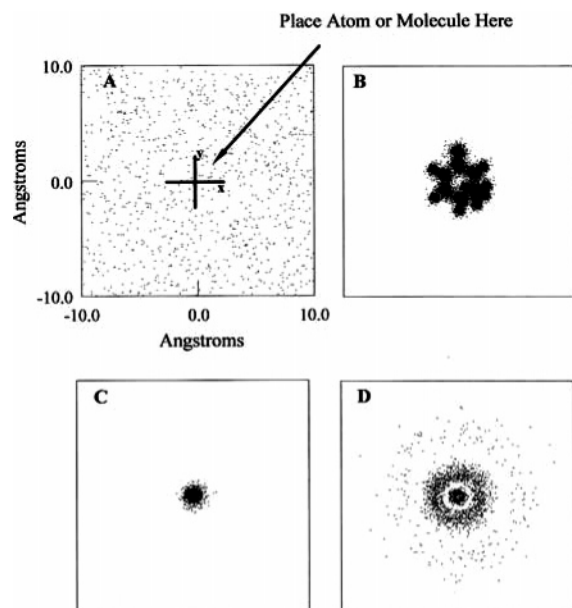 Place Atom or Molecule Here
10.0
A
B
y
Angstroms
0.0
x
-10.0
-10.0
0.0
10.0
Angstroms
C
D